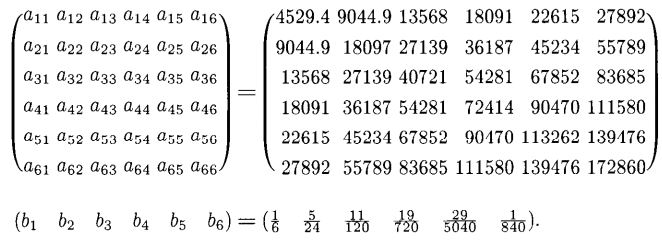 a₁₁ a₁₂ a₁₃ a₁₄ a₁₅ a₁₆ 4529.4 9044.9 13568 18091 22615 27892
a₂₁ a₂₂ a₂₃ a₂₄ a₂₅ a₂₆ 9044.9 18097 27139 36187 45234 55789
a₃₁ a₃₂ a₃₃ a₃₄ a₃₅ a₃₆ 13568 27139 40721 54281 67852 83685
a₄₁ a₄₂ a₄₃ a₄₄ a₄₅ a₄₆ = 18091 36187 54281 72414 90470 111580
a₅₁ a₅₂ a₅₃ a₅₄ a₅₅ a₅₆ 22615 45234 67852 90470 113262 139476
a₆₁ a₆₂ a₆₃ a₆₄ a₆₅ a₆₆ 27892 55789 83685 111580 139476 172860
(b₁ b₂ b₃ b₄ b₅ b₆) = (1/6 5/24 11/120 19/720 29/5040 1/840).